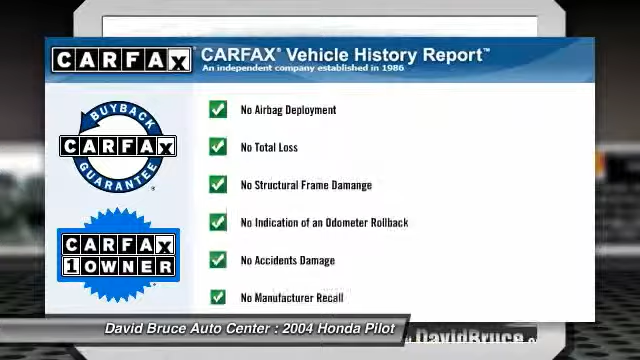 CARFAX CARFAX® Vehicle History Report™
An independent company established in 1986
BUYBACK
CARFAX
GUARANTEE ®
CARFAX
1 OWNER
No Airbag Deployment
No Total Loss
No Structural Frame Damange
No Indication of an Odometer Rollback
No Accidents Damage
No Manufacturer Recall
David Bruce Auto Center : 2004 Honda Pilot
DavidBruce